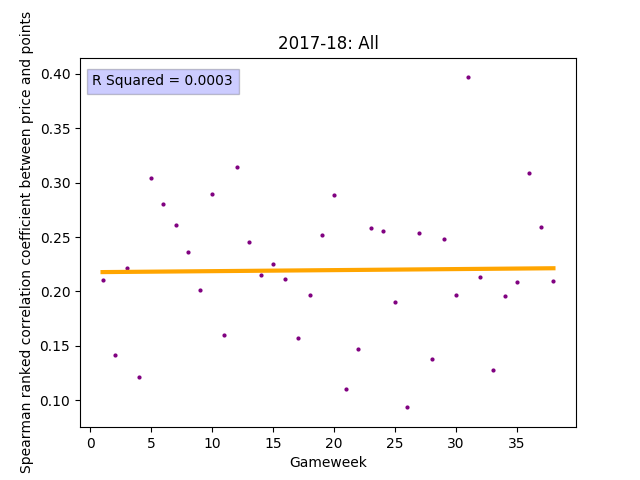 2017-18: All
R Squared = 0.0003
Spearman ranked correlation coefficient between price and points
0.40
0.35
0.30
0.25
0.20
0.15
0.10
0 5 10 15 20 25 30 35
Gameweek